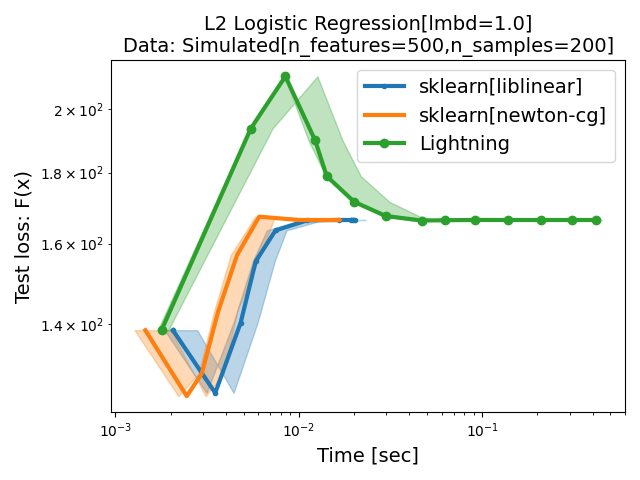 L2 Logistic Regression[lmbd=1.0]
Data: Simulated[n_features=500,n_samples=200]
sklearn[liblinear]
sklearn[newton-cg]
Lightning
Test loss: F(x)
2 × 10²
1.8 × 10²
1.6 × 10²
1.4 × 10²
10⁻³
10⁻²
10⁻¹
Time [sec]